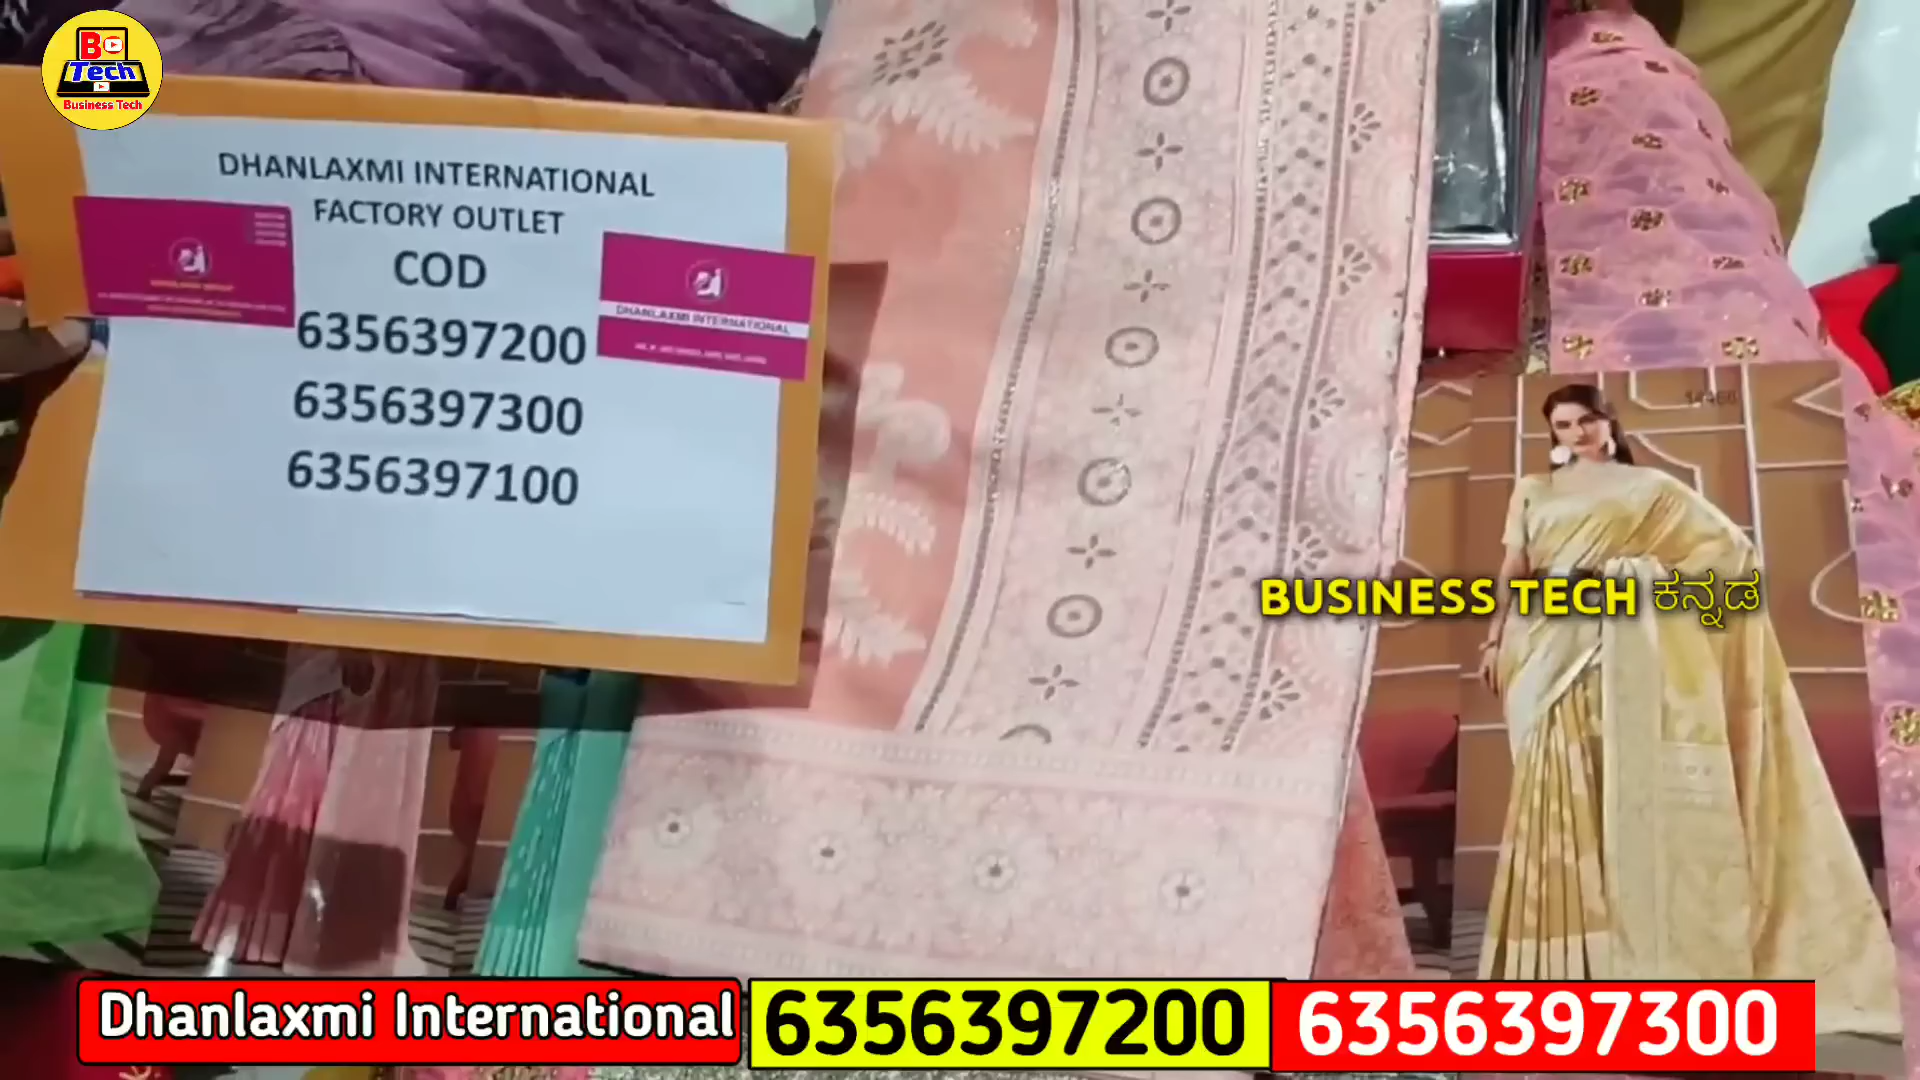 B
Tech
Business Tech
DHANLAXMI INTERNATIONAL
FACTORY OUTLET
COD
6356397200
6356397300
6356397100
DHANLAXMI INTERNATIONAL
BUSINESS TECH ಕನ್ನಡ
Dhanlaxmi International
6356397200
6356397300